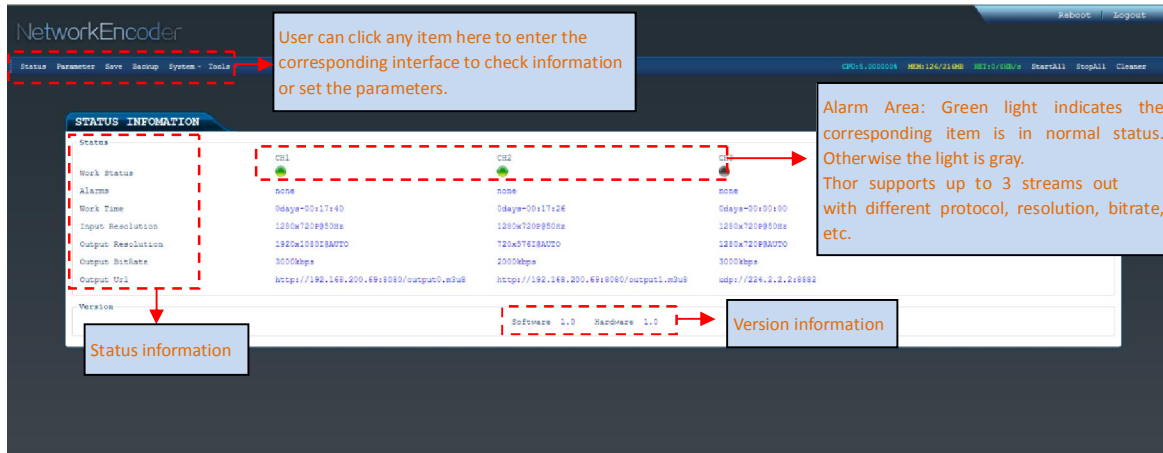 Reboot | Logout
NetworkEncoder
User can click any item here to enter the
corresponding interface to check information
or set the parameters.
Status Parameter Save Backup System- Tools
MEM:126/216MB NET:0/0KB/s StartAll StopAll Cleaner
Alarm Area: Green light indicates the
corresponding item is in normal status.
Otherwise the light is gray.
Thor supports up to 3 streams out
with different protocol, resolution, bitrate,
etc.
STATUS INFOMATION
Status
CH1 CH2 CH3
Work Status
Alarms none none none
Work Time 0days-00:17:40 0days-00:17:26 0days-00:00:00
Input Resolution 1280x720P@50Hz 1280x720P@50Hz 1280x720P@50Hz
Output Resolution 1920x1080I@AUTO 720x576I@AUTO 1280x720P@AUTO
Output BitRate 3000kbps 2000kbps 3000kbps
Output Url http://192.168.200.69:8080/output0.m3u8 http://192.168.200.69:8080/output1.m3u8 udp://224.2.2.2:8882
Version
Software 1.0 Hardware 1.0
Version information
Status information